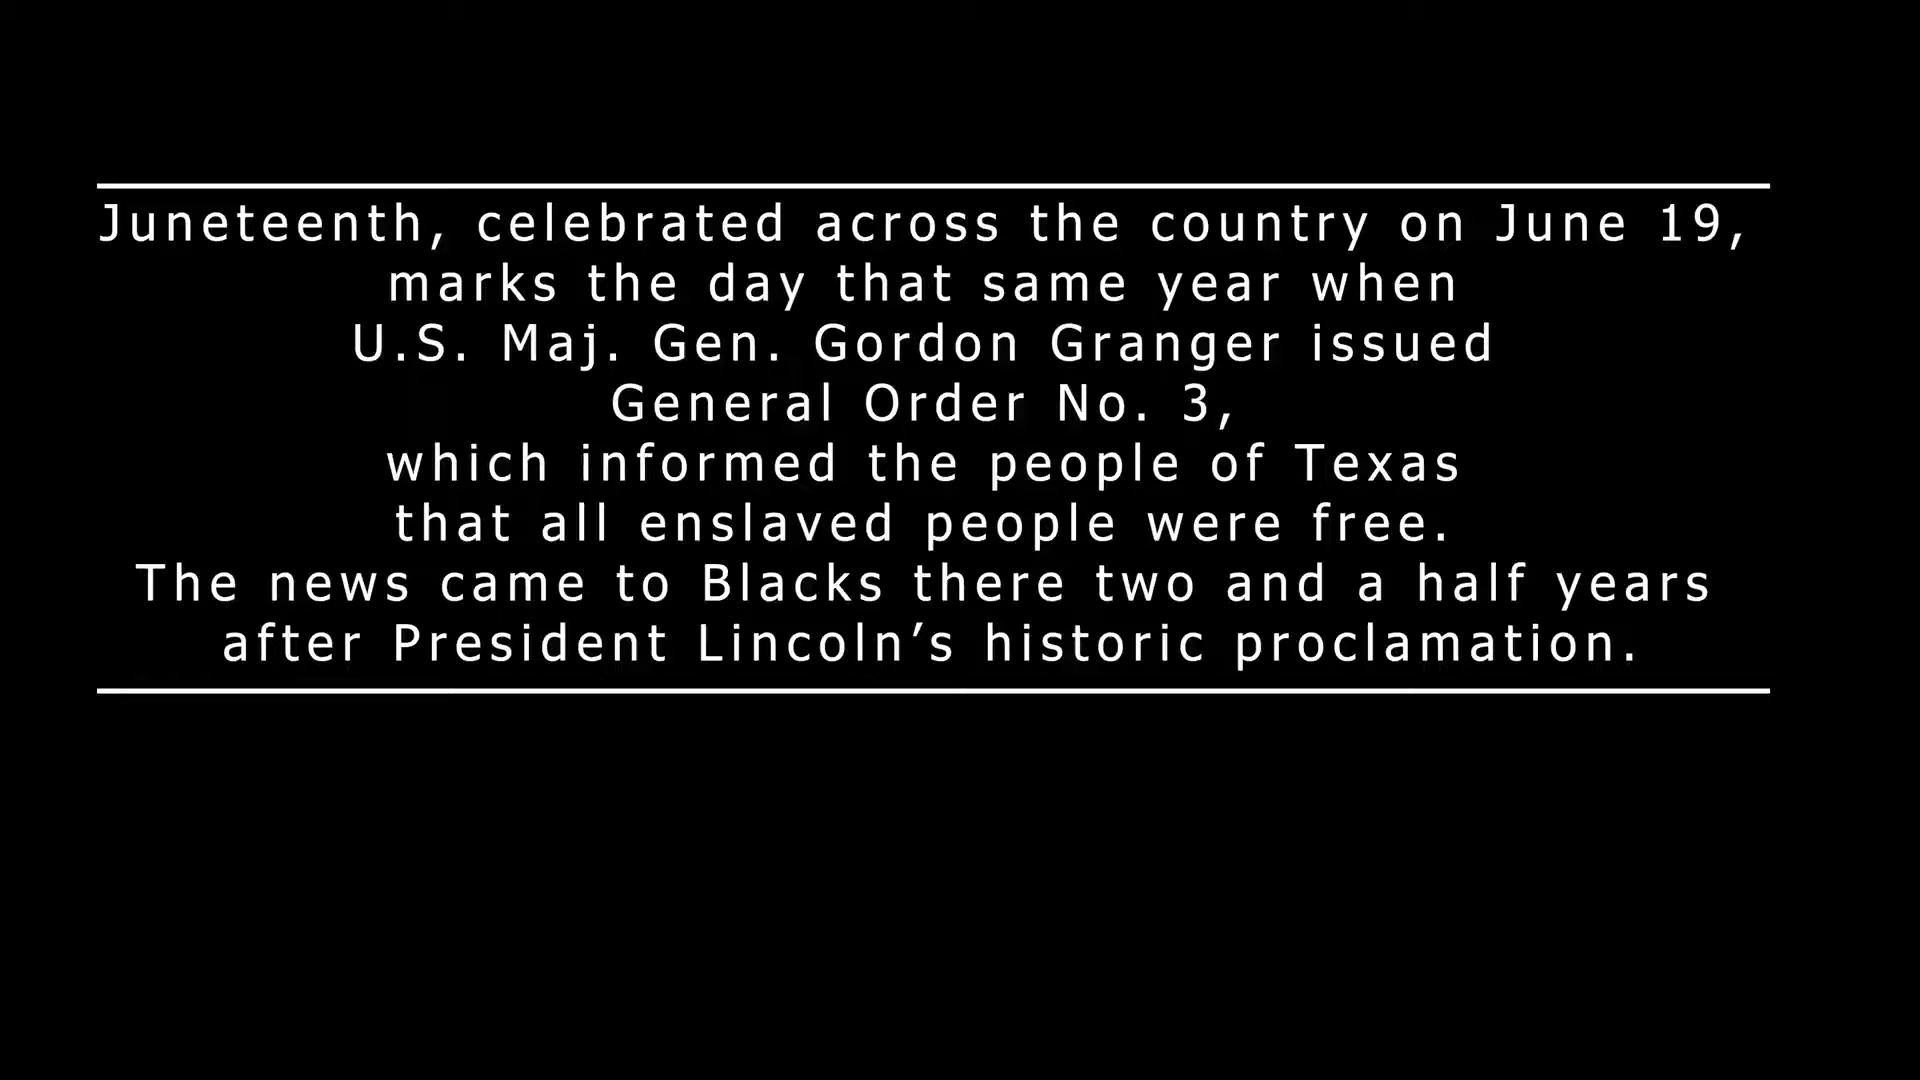 Juneteenth, celebrated across the country on June 19,
marks the day that same year when
U.S. Maj. Gen. Gordon Granger issued
General Order No. 3,
which informed the people of Texas
that all enslaved people were free.
The news came to Blacks there two and a half years
after President Lincoln’s historic proclamation.